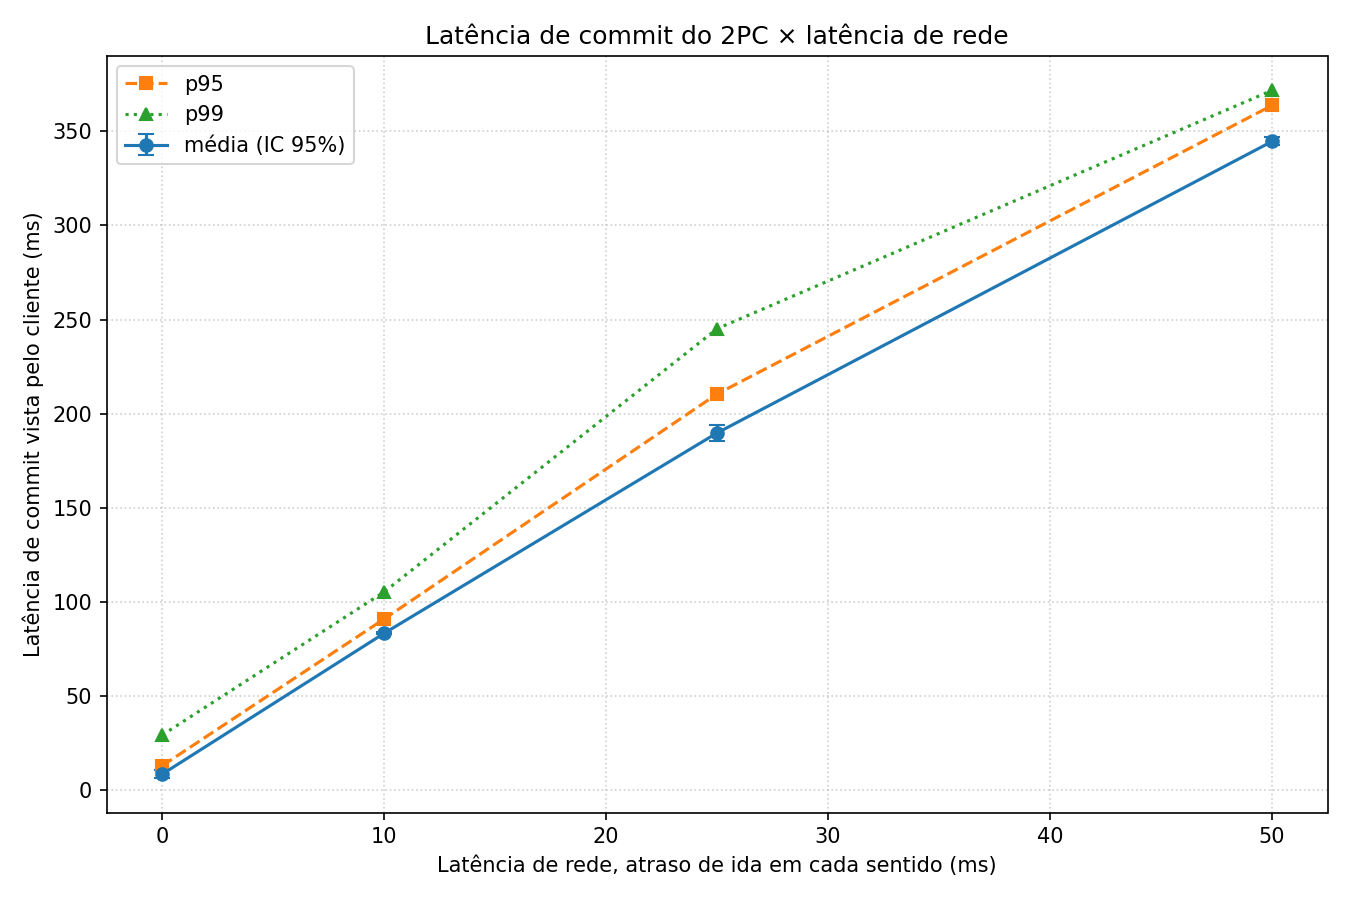 Latência de commit do 2PC × latência de rede
p95
p99
média (IC 95%)
Latência de commit vista pelo cliente (ms)
350
300
250
200
150
100
50
0
0 10 20 30 40 50
Latência de rede, atraso de ida em cada sentido (ms)